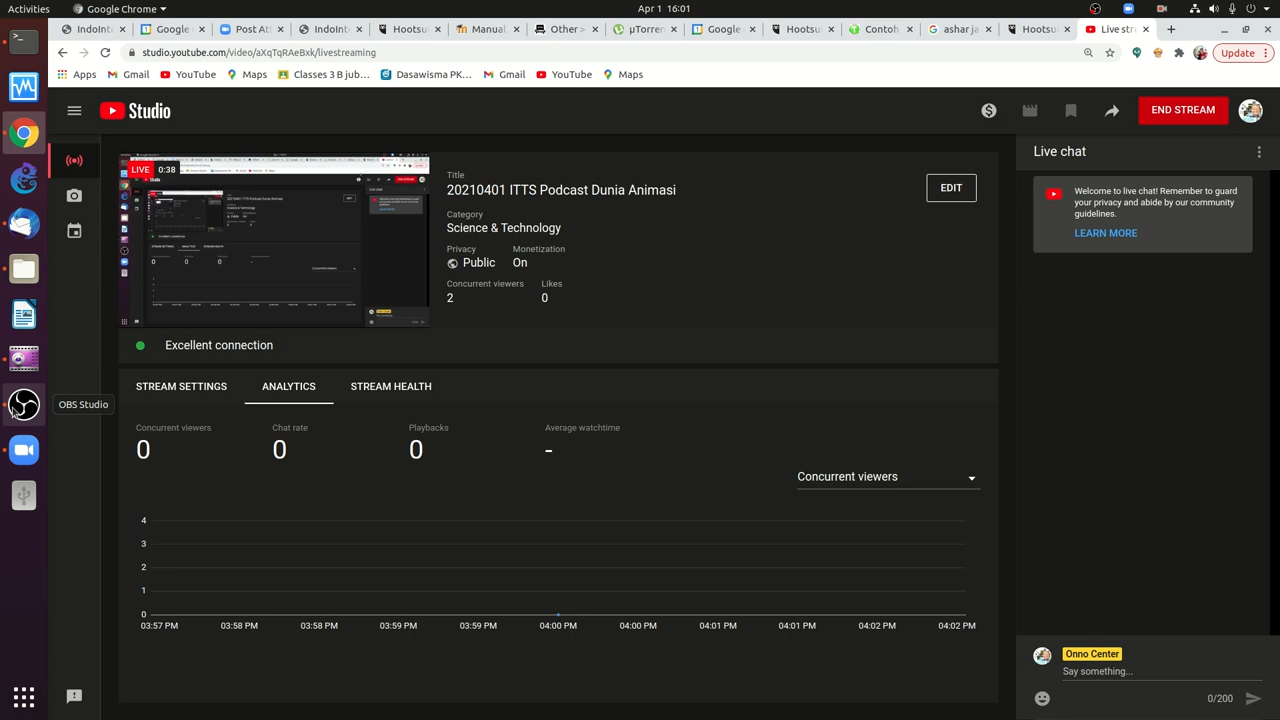 Activities
Google Chrome
Apr 1 16:01
IndoInte
Google
Post Att
Google
IndoInt
Hootsu
Manual
Other >
µTorren
Google
Hootsui
Contoh
ashar ja
Hootsu
Live stre
studio.youtube.com/video/aXqTqRAeBxk/livestreaming
Update
Apps
Gmail
YouTube
Maps
Classes 3 B jub...
Dasawisma PK...
Gmail
YouTube
Maps
Studio
END STREAM
LIVE 0:38
Title
20210401 ITTS Podcast Dunia Animasi
EDIT
Category
Science & Technology
Privacy Monetization
Public On
Concurrent viewers Likes
2 0
Excellent connection
STREAM SETTINGS ANALYTICS STREAM HEALTH
OBS Studio
Concurrent viewers Chat rate Playbacks Average watchtime
0 0 0 -
Concurrent viewers
4
3
2
1
0
03:57 PM 03:58 PM 03:58 PM 03:59 PM 03:59 PM 04:00 PM 04:00 PM 04:01 PM 04:01 PM 04:02 PM 04:02 PM
Live chat
Welcome to live chat! Remember to guard
your privacy and abide by our community
guidelines.
LEARN MORE
Onno Center
Say something...
0/200